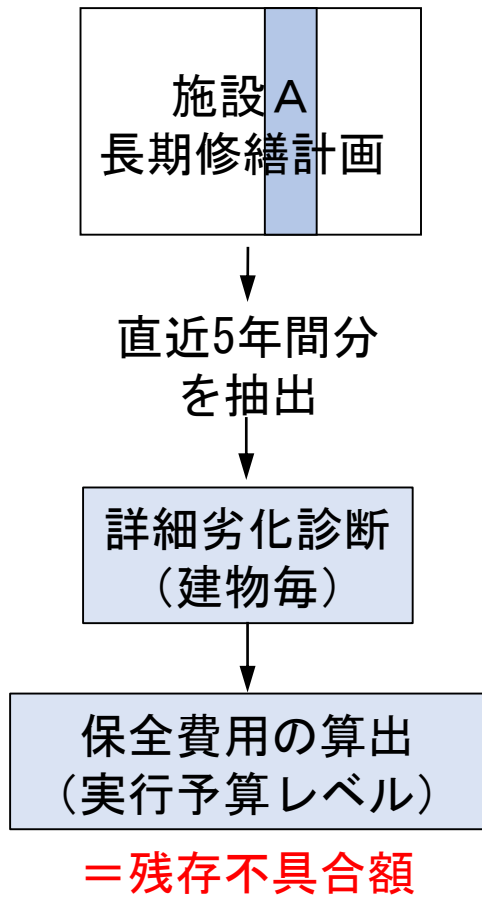 施設Ａ
長期修繕計画
直近5年間分
を抽出
詳細劣化診断
（建物毎）
保全費用の算出
（実行予算レベル）
＝残存不具合額